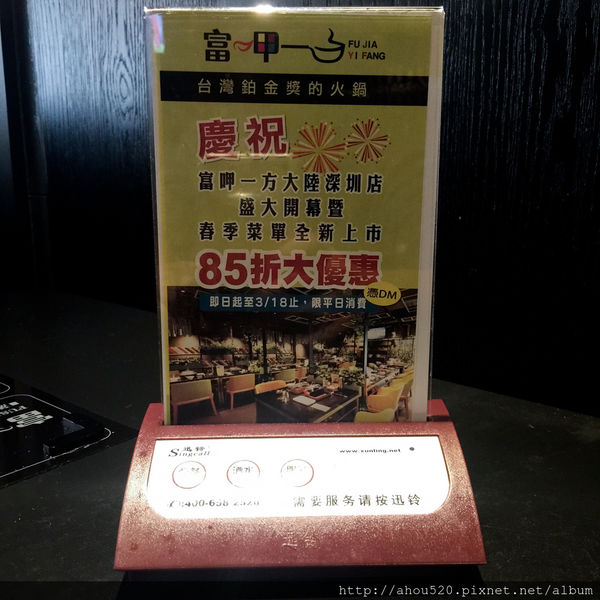 富呷一方
FU JIA
YI FANG
台灣鉑金獎的火鍋
慶祝
富呷一方大陸深圳店
盛大開幕暨
春季菜單全新上市
85折大優惠
憑DM
即日起至3/18止，限平日消費
迅铃
Singcall
www.xunling.net
需要服务请按迅铃
http://ahou520.pixnet.net/album